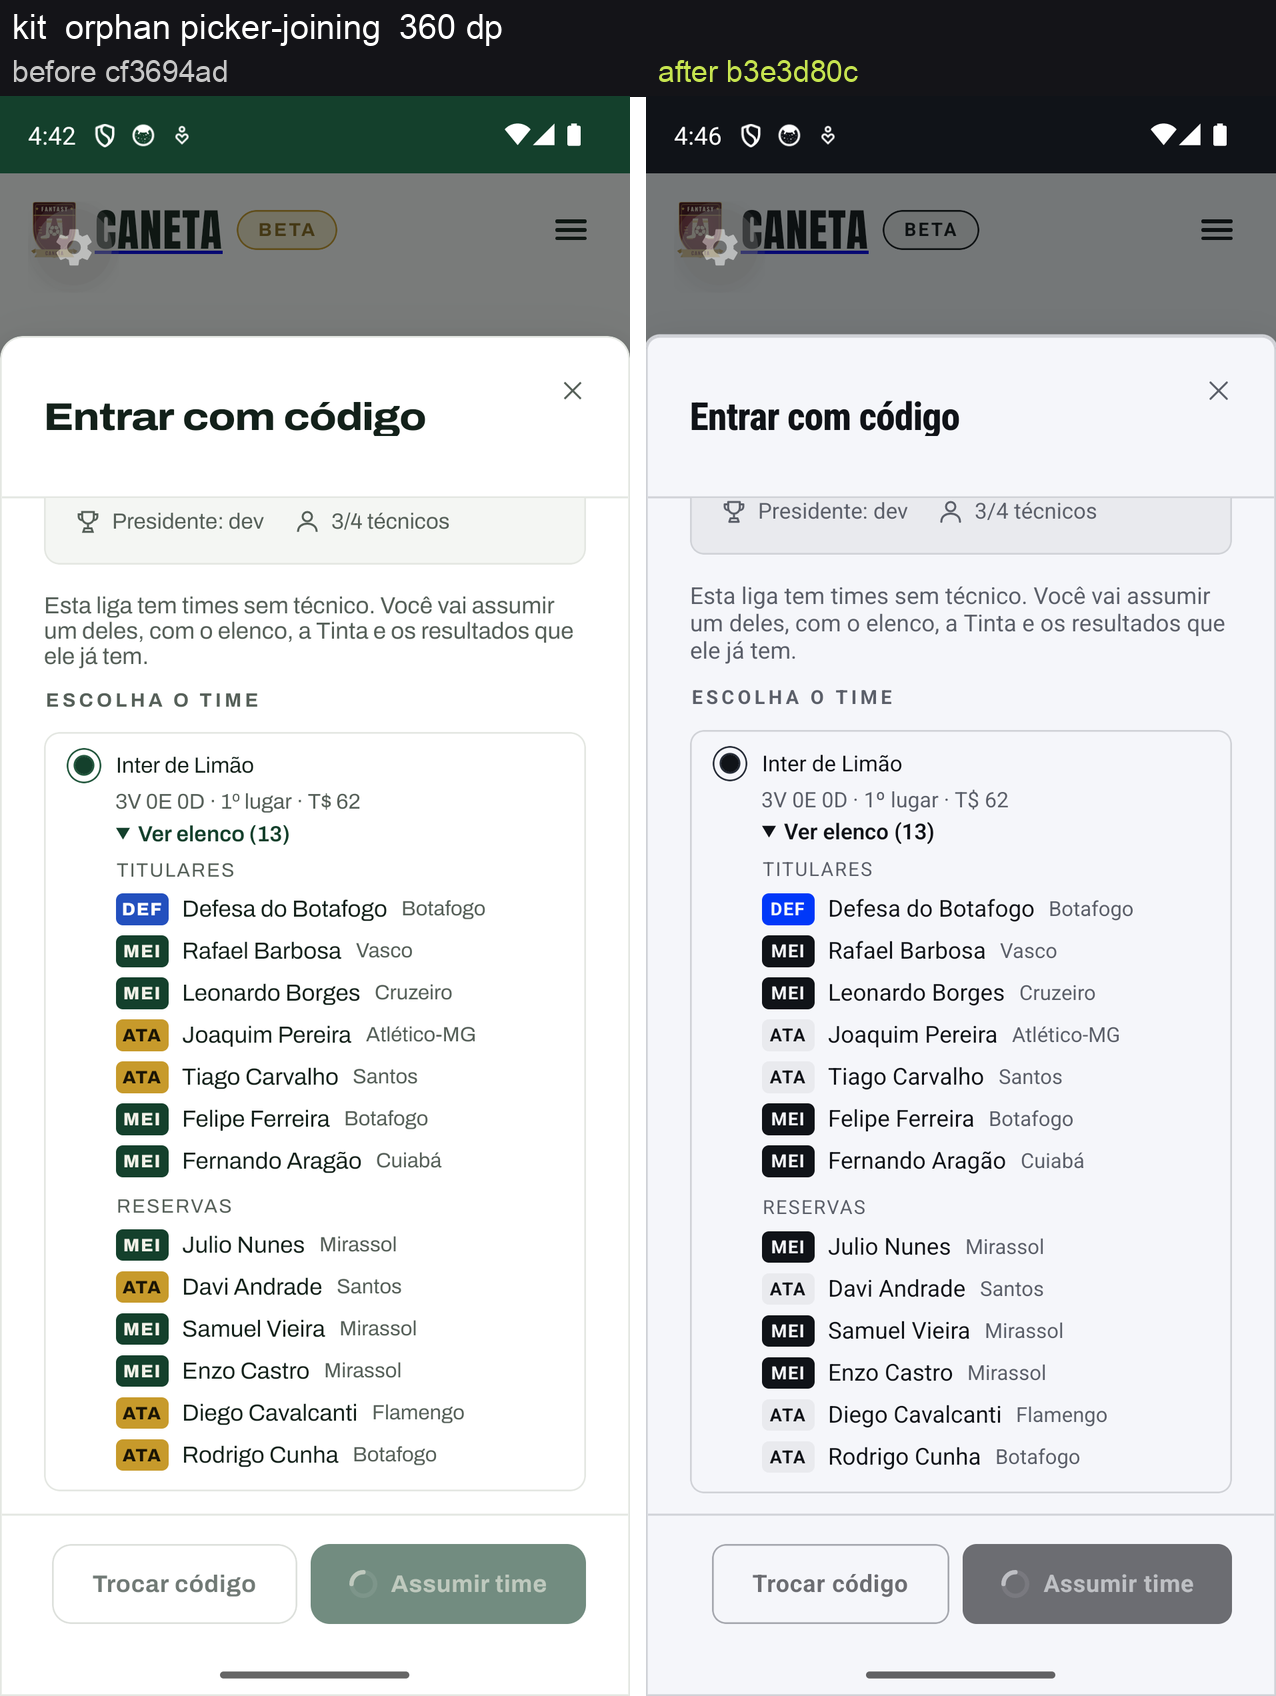 kit orphan picker-joining 360 dp
before cf3694ad
after b3e3d80c
4:42
FANTASY
CANETA
BETA
Entrar com código
Presidente: dev
3/4 técnicos
Esta liga tem times sem técnico. Você vai assumir
um deles, com o elenco, a Tinta e os resultados que
ele já tem.
ESCOLHA O TIME
Inter de Limão
3V 0E 0D · 1º lugar · T$ 62
▼ Ver elenco (13)
TITULARES
DEF Defesa do Botafogo Botafogo
MEI Rafael Barbosa Vasco
MEI Leonardo Borges Cruzeiro
ATA Joaquim Pereira Atlético-MG
ATA Tiago Carvalho Santos
MEI Felipe Ferreira Botafogo
MEI Fernando Aragão Cuiabá
RESERVAS
MEI Julio Nunes Mirassol
ATA Davi Andrade Santos
MEI Samuel Vieira Mirassol
MEI Enzo Castro Mirassol
ATA Diego Cavalcanti Flamengo
ATA Rodrigo Cunha Botafogo
Trocar código
Assumir time
4:46
FANTASY
CANETA
BETA
Entrar com código
Presidente: dev
3/4 técnicos
Esta liga tem times sem técnico. Você vai assumir
um deles, com o elenco, a Tinta e os resultados que
ele já tem.
ESCOLHA O TIME
Inter de Limão
3V 0E 0D · 1º lugar · T$ 62
▼ Ver elenco (13)
TITULARES
DEF Defesa do Botafogo Botafogo
MEI Rafael Barbosa Vasco
MEI Leonardo Borges Cruzeiro
ATA Joaquim Pereira Atlético-MG
ATA Tiago Carvalho Santos
MEI Felipe Ferreira Botafogo
MEI Fernando Aragão Cuiabá
RESERVAS
MEI Julio Nunes Mirassol
ATA Davi Andrade Santos
MEI Samuel Vieira Mirassol
MEI Enzo Castro Mirassol
ATA Diego Cavalcanti Flamengo
ATA Rodrigo Cunha Botafogo
Trocar código
Assumir time